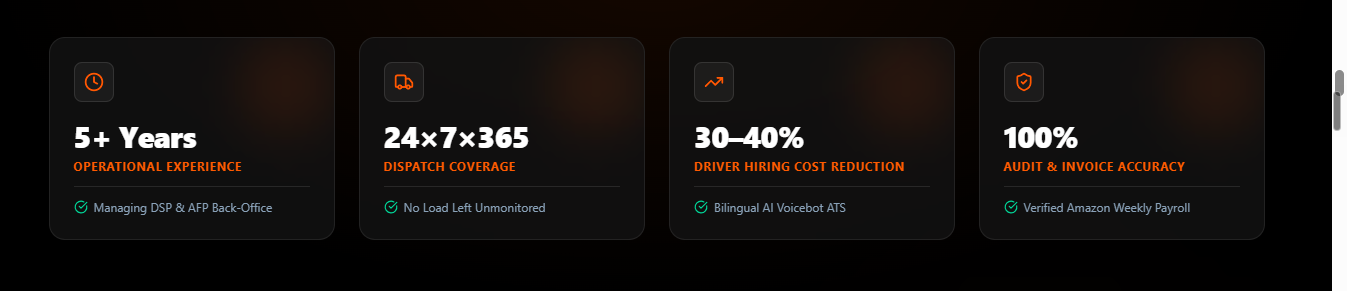 5+ Years
OPERATIONAL EXPERIENCE
Managing DSP & AFP Back-Office
24×7×365
DISPATCH COVERAGE
No Load Left Unmonitored
30–40%
DRIVER HIRING COST REDUCTION
Bilingual AI Voicebot ATS
100%
AUDIT & INVOICE ACCURACY
Verified Amazon Weekly Payroll